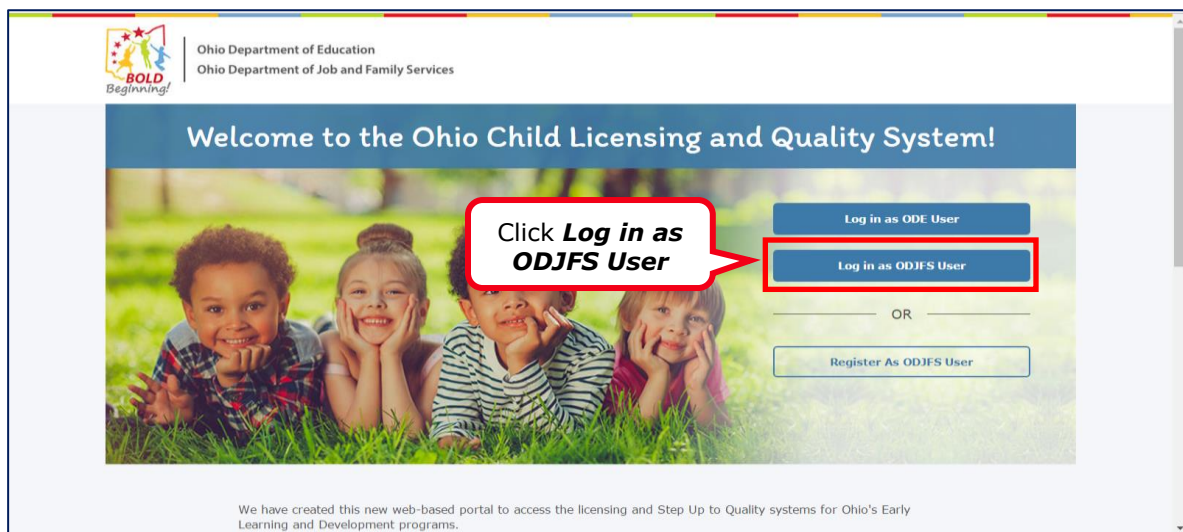 BOLD
Beginning!
Ohio Department of Education
Ohio Department of Job and Family Services
Welcome to the Ohio Child Licensing and Quality System!
Log in as ODE User
Click Log in as
ODJFS User
Log in as ODJFS User
OR
Register As ODJFS User
We have created this new web-based portal to access the licensing and Step Up to Quality systems for Ohio's Early
Learning and Development programs.